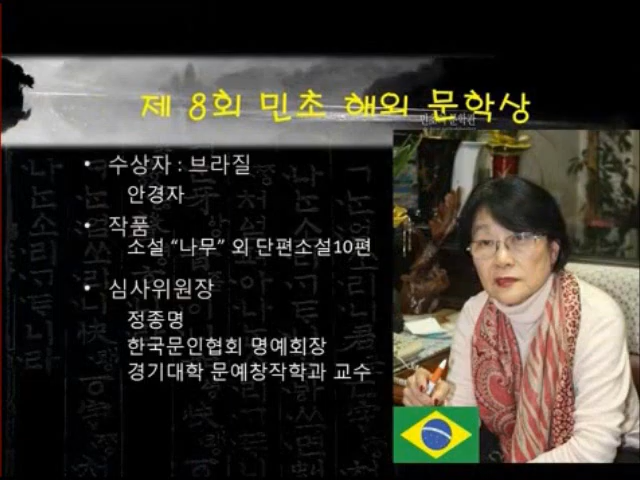 제 8회 민초 해외 문학상
• 수상자 : 브라질
안경자
• 작품
소설 “나무” 외 단편소설10편
• 심사위원장
정종명
한국문인협회 명예회장
경기대학 문예창작학과 교수